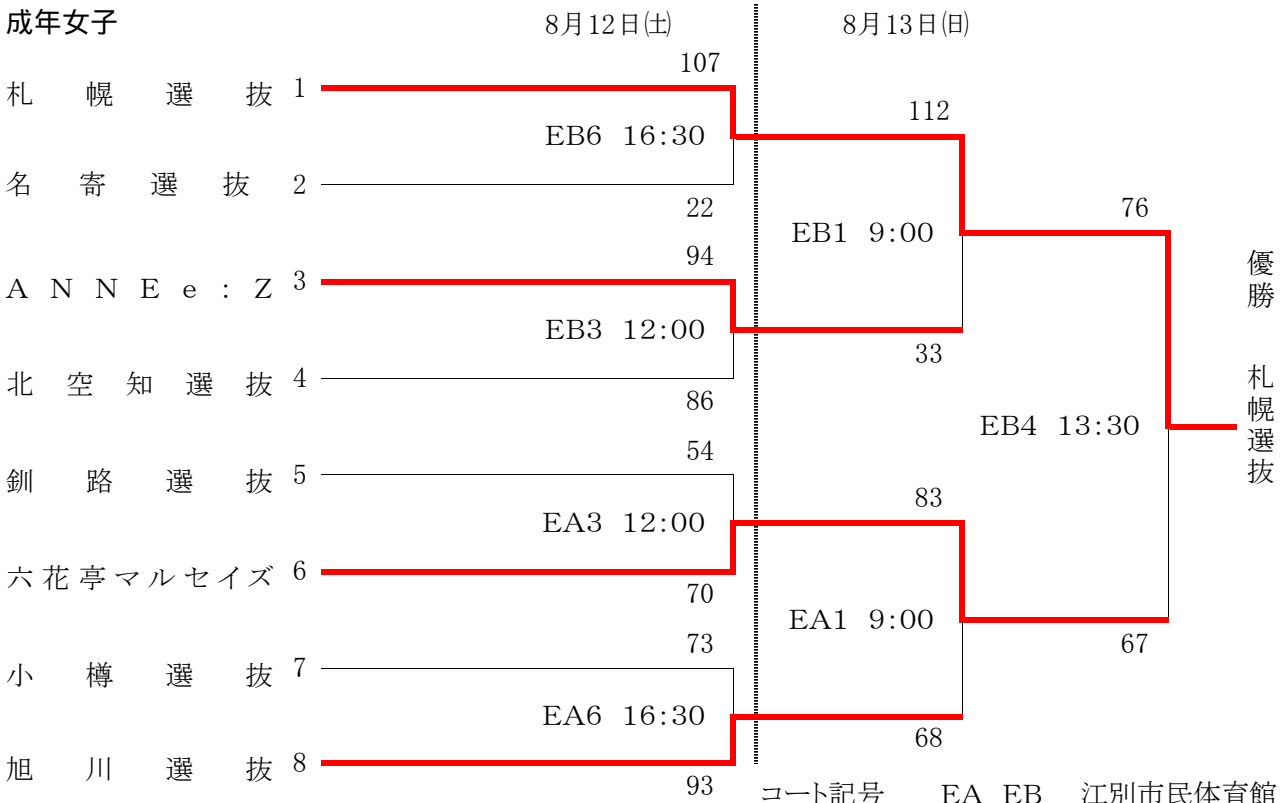 成年女子 8月12日㈯ 8月13日㈰
107
札幌選抜 1
112
EB6 16:30
名寄選抜 2
22
76
EB1 9:00
94
ANNEe:Z 3
EB3 12:00
33
北空知選抜 4
86
優勝 札幌選抜
EB4 13:30
54
釧路選抜 5
83
EA3 12:00
六花亭マルセイズ 6
70
EA1 9:00
73
67
小樽選抜 7
EA6 16:30
68
旭川選抜 8
93
コート記号 EA EB 江別市民体育館